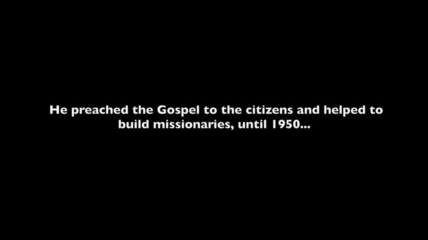 He preached the Gospel to the citizens and helped to
build missionaries, until 1950...